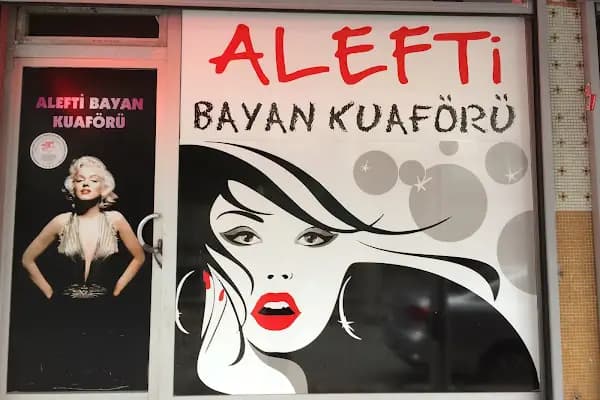 ALEFTi
BAYAN KUAFÖRÜ
ALEFTİ BAYAN
KUAFÖRÜ